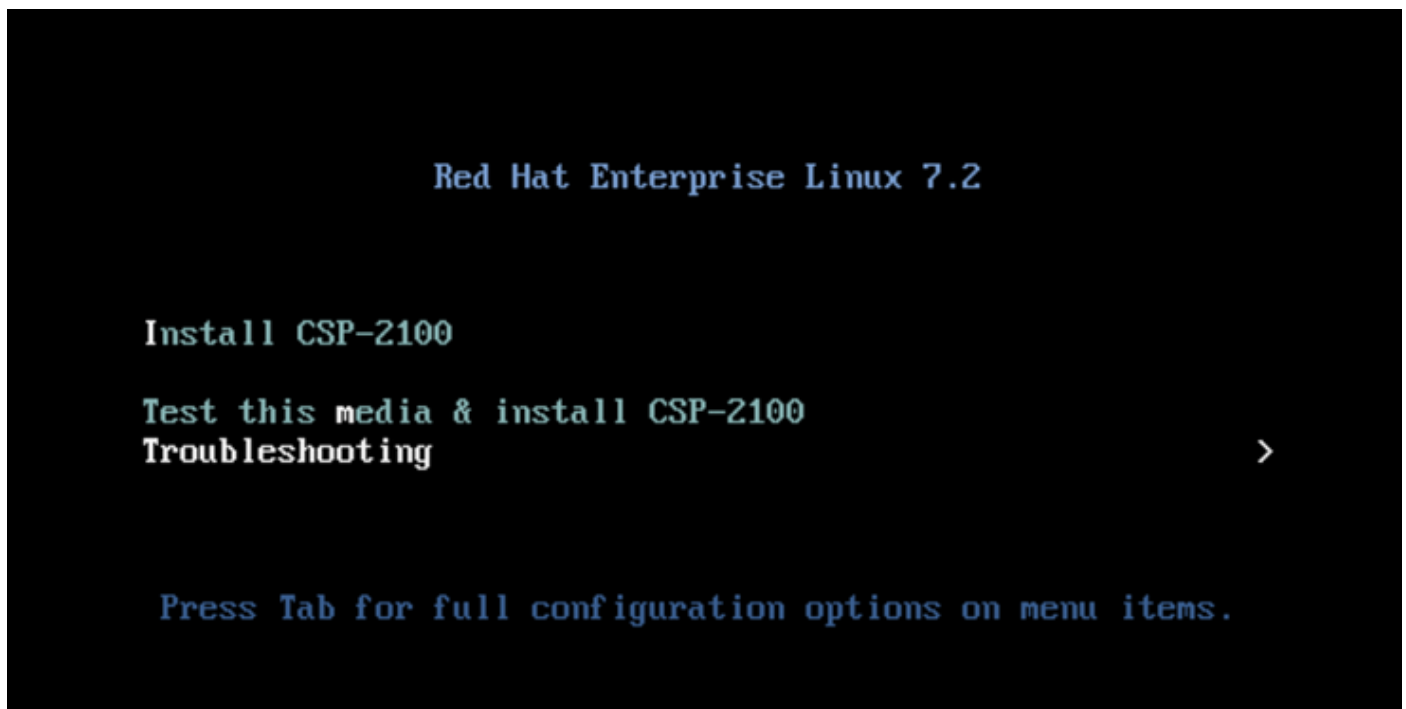 Red Hat Enterprise Linux 7.2
Install CSP-2100
Test this media & install CSP-2100
Troubleshooting >
Press Tab for full configuration options on menu items.